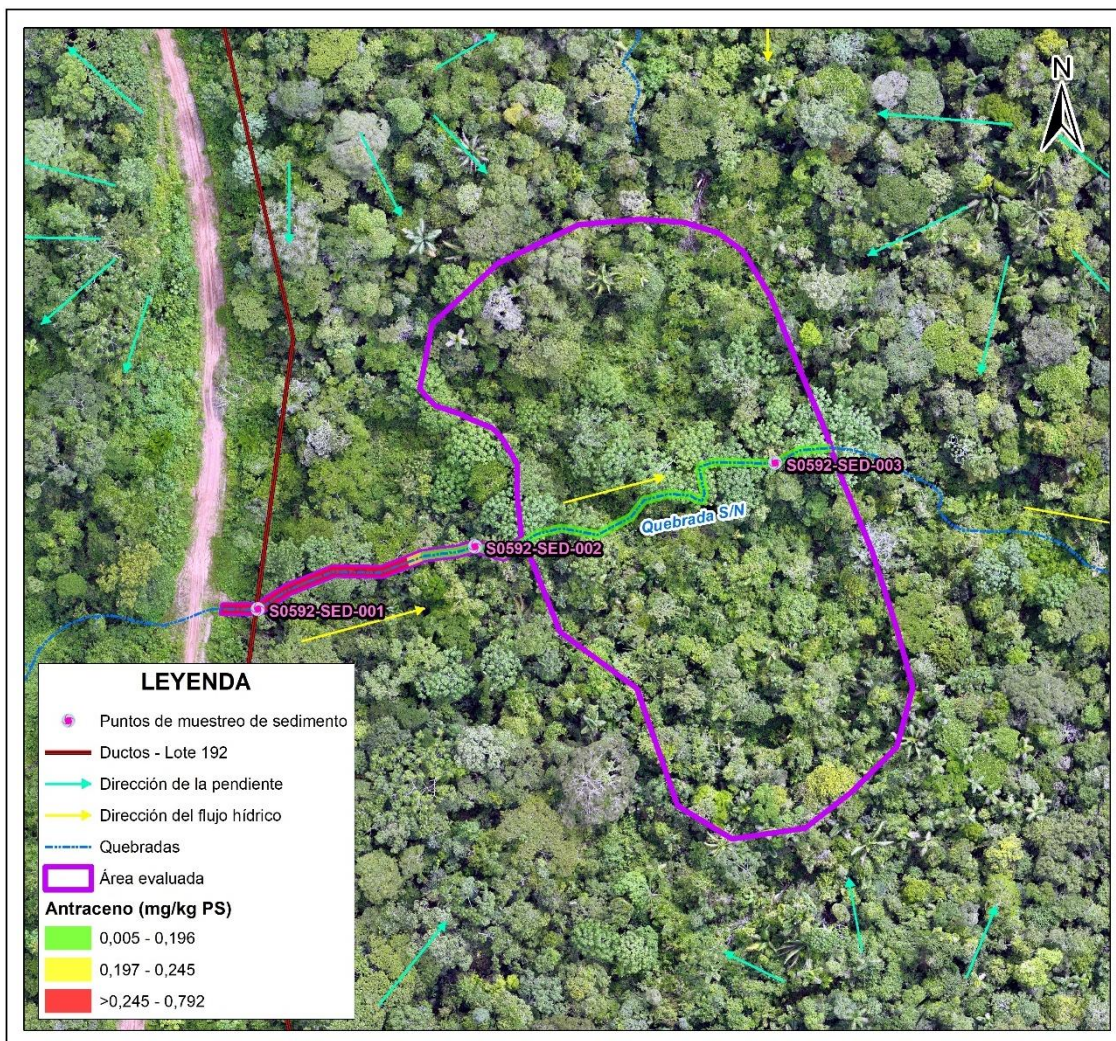 N
S0592-SED-003
Quebrada S/N
S0592-SED-002
S0592-SED-001
LEYENDA
Puntos de muestreo de sedimento
Ductos - Lote 192
Dirección de la pendiente
Dirección del flujo hídrico
Quebradas
Área evaluada
Antraceno (mg/kg PS)
0,005 - 0,196
0,197 - 0,245
>0,245 - 0,792